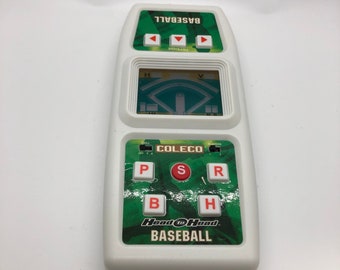 BASEBALL
COLECO
P S R
B H
Head to Head
BASEBALL